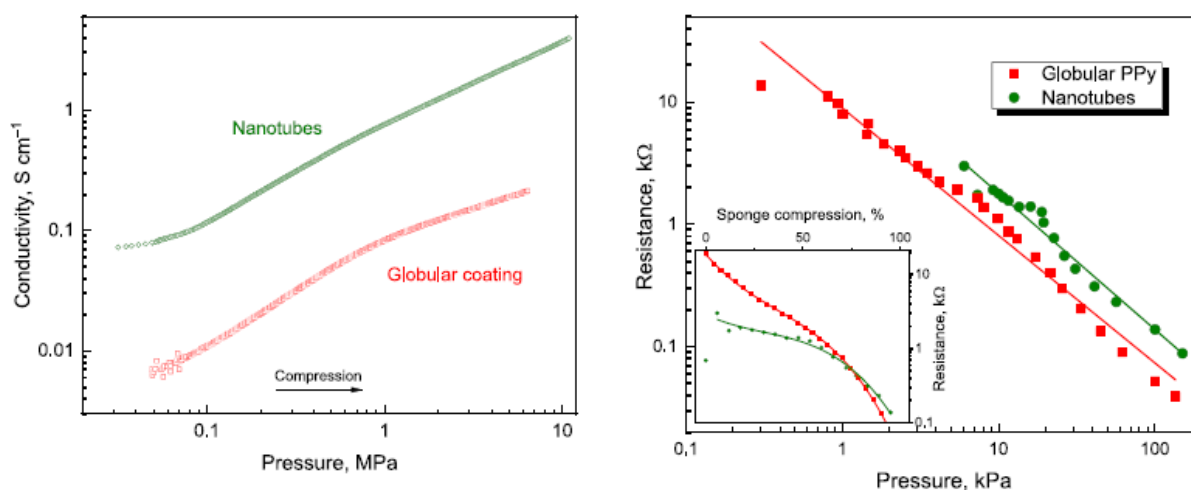 Conductivity, S cm⁻¹
1
0.1
0.01
Nanotubes
Globular coating
Compression
0.1 1 10
Pressure, MPa
Resistance, kΩ
10
1
0.1
Globular PPy
Nanotubes
Sponge compression, %
0 50 100
10
1
0.1
Resistance, kΩ
0,1 1 10 100
Pressure, kPa